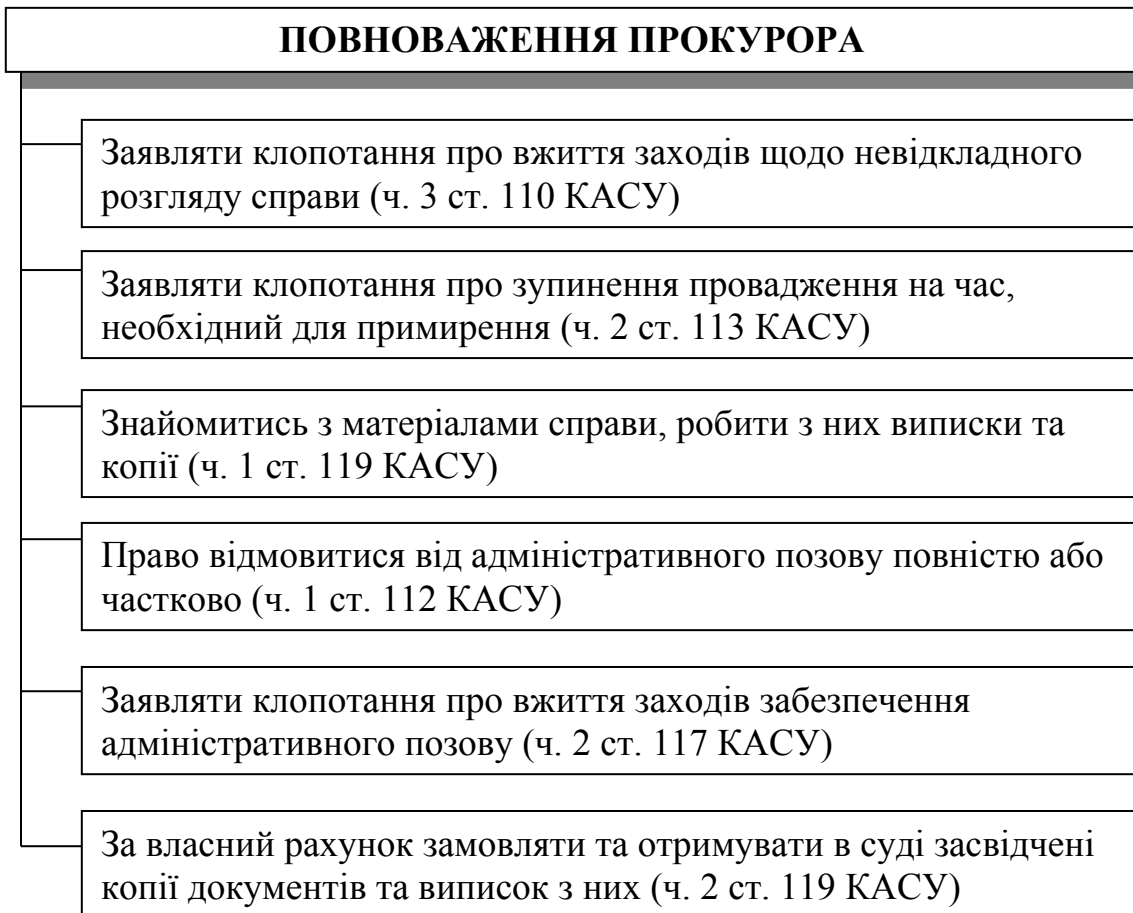 ПОВНОВАЖЕННЯ ПРОКУРОРА
Заявляти клопотання про вжиття заходів щодо невідкладного
розгляду справи (ч. 3 ст. 110 КАСУ)
Заявляти клопотання про зупинення провадження на час,
необхідний для примирення (ч. 2 ст. 113 КАСУ)
Знайомитись з матеріалами справи, робити з них виписки та
копії (ч. 1 ст. 119 КАСУ)
Право відмовитися від адміністративного позову повністю або
частково (ч. 1 ст. 112 КАСУ)
Заявляти клопотання про вжиття заходів забезпечення
адміністративного позову (ч. 2 ст. 117 КАСУ)
За власний рахунок замовляти та отримувати в суді засвідчені
копії документів та виписок з них (ч. 2 ст. 119 КАСУ)